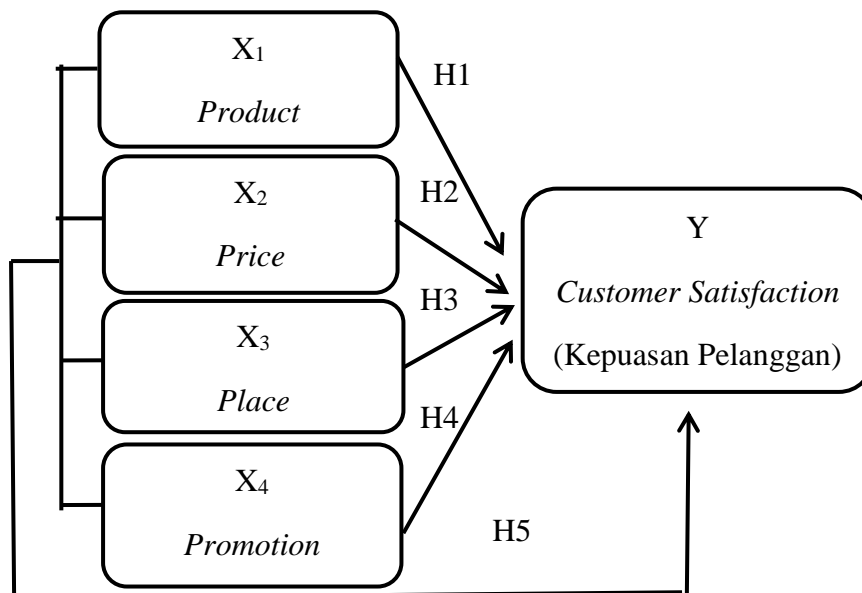 X₁
Product
H1
X₂
Price
H2
X₃
Place
H3
X₄
Promotion
H4
H5
Y
Customer Satisfaction
(Kepuasan Pelanggan)